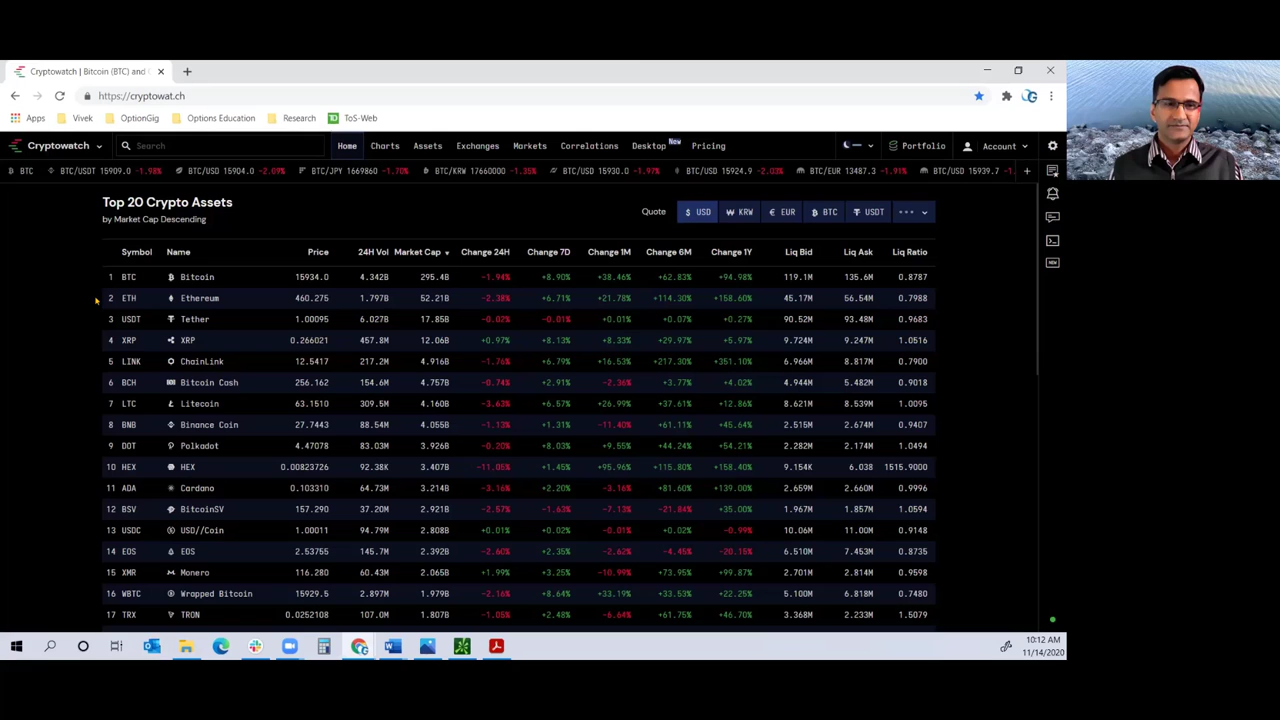 Cryptowatch | Bitcoin (BTC) and
https://cryptowat.ch
Apps Vivek OptionGig Options Education Research ToS-Web
Cryptowatch Search Home Charts Assets Exchanges Markets Correlations Desktop New Pricing Portfolio Account
BTC BTC/USDT 15909.0 -1.98% BTC/USD 15904.0 -2.09% BTC/JPY 1669860 -1.70% BTC/KRW 17660000 -1.35% BTC/USD 15930.0 -1.97% BTC/USD 15924.9 -2.03% BTC/EUR 13487.3 -1.91% BTC/USD 15939.7 -1.
Top 20 Crypto Assets
by Market Cap Descending
Quote $ USD ₩ KRW € EUR BTC USDT
Symbol Name Price 24H Vol Market Cap Change 24H Change 7D Change 1M Change 6M Change 1Y Liq Bid Liq Ask Liq Ratio
1 BTC Bitcoin 15934.0 4.342B 295.4B -1.94% +8.90% +38.46% +62.83% +94.98% 119.1M 135.6M 0.8787
2 ETH Ethereum 460.275 1.797B 52.21B -2.38% +6.71% +21.78% +114.30% +158.60% 45.17M 56.54M 0.7988
3 USDT Tether 1.00095 6.027B 17.85B -0.02% -0.01% +0.01% +0.07% +0.27% 90.52M 93.48M 0.9683
4 XRP XRP 0.266021 457.8M 12.06B +0.97% +8.13% +8.33% +29.97% +5.97% 9.724M 9.247M 1.0516
5 LINK ChainLink 12.5417 217.2M 4.916B -1.76% +6.79% +16.53% +217.30% +351.10% 6.966M 8.817M 0.7900
6 BCH Bitcoin Cash 256.162 154.6M 4.757B -0.74% +2.91% -2.36% +3.77% +4.02% 4.944M 5.482M 0.9018
7 LTC Litecoin 63.1510 309.5M 4.160B -3.63% +6.57% +26.99% +37.61% +12.86% 8.621M 8.539M 1.0095
8 BNB Binance Coin 27.7443 88.54M 4.055B -1.13% +1.31% -11.40% +61.11% +45.64% 2.515M 2.674M 0.9407
9 DOT Polkadot 4.47078 83.03M 3.926B -0.20% +8.03% +9.55% +44.24% +54.21% 2.282M 2.174M 1.0494
10 HEX HEX 0.00823726 92.38K 3.407B -11.05% +1.45% +95.96% +115.80% +158.40% 9.154K 6.038 1515.9000
11 ADA Cardano 0.103310 64.73M 3.214B -3.16% +2.20% -3.16% +81.60% +139.00% 2.659M 2.660M 0.9996
12 BSV BitcoinSV 157.290 37.20M 2.921B -2.57% -1.63% -7.13% -21.84% +35.00% 1.967M 1.857M 1.0594
13 USDC USD//Coin 1.00011 94.79M 2.808B +0.01% +0.02% -0.01% +0.02% -0.99% 10.06M 11.00M 0.9148
14 EOS EOS 2.53755 145.7M 2.392B -2.60% +2.35% -2.62% -4.45% -20.15% 6.510M 7.453M 0.8735
15 XMR Monero 116.280 60.43M 2.065B +1.99% +3.25% -10.99% +73.95% +99.87% 2.701M 2.814M 0.9598
16 WBTC Wrapped Bitcoin 15929.5 2.897M 1.979B -2.16% +8.64% +33.19% +33.53% +22.25% 5.100M 6.818M 0.7480
17 TRX TRON 0.0252108 107.0M 1.807B -1.05% +2.48% -6.64% +61.75% +46.70% 3.368M 2.233M 1.5079
10:12 AM
11/14/2020